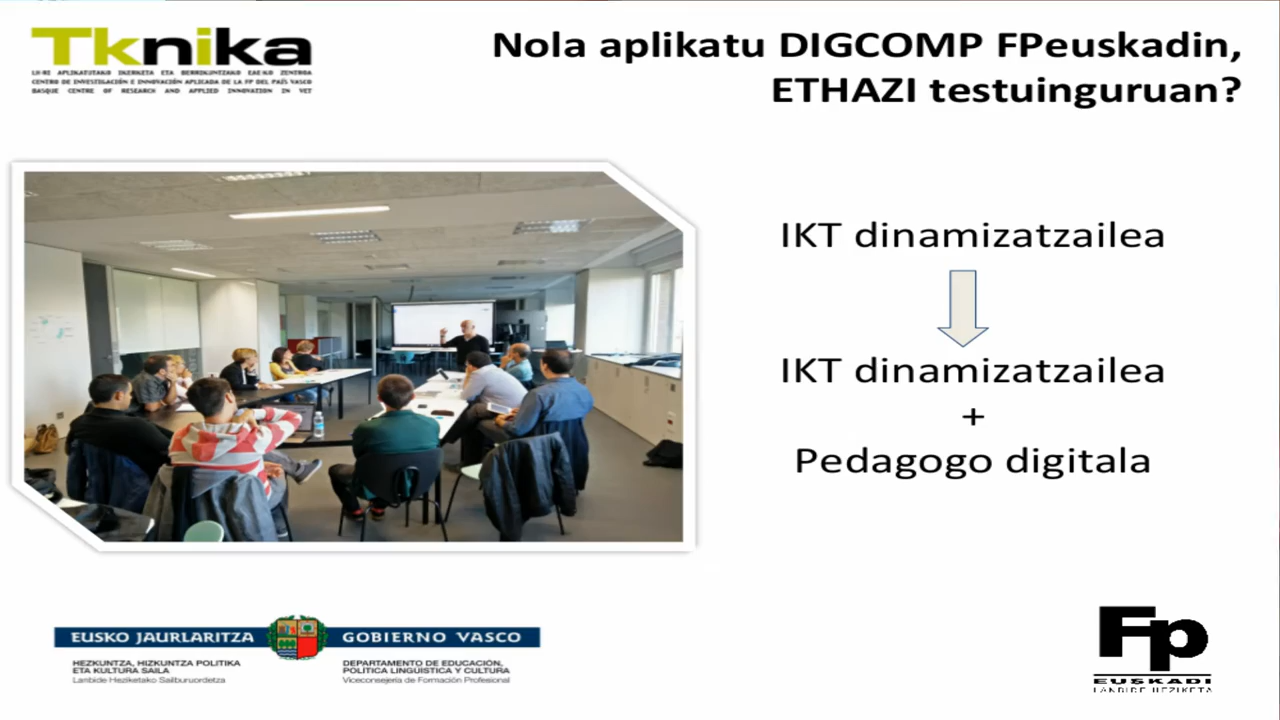 Tknika
LH-RI APLIKATUTAKO IKERKETA ETA BERRIKUNTZAKO EAE-KO ZENTROA
CENTRO DE INVESTIGACIÓN E INNOVACIÓN APLICADA DE LA FP DEL PAÍS VASCO
BASQUE CENTRE OF RESEARCH AND APPLIED INNOVATION IN VET
Nola aplikatu DIGCOMP FPeuskadin,
ETHAZI testuinguruan?
IKT dinamizatzailea
IKT dinamizatzailea
+
Pedagogo digitala
EUSKO JAURLARITZA
GOBIERNO VASCO
HEZKUNTZA, HIZKUNTZA POLITIKA
ETA KULTURA SAILA
Lanbide Heziketako Sailburuordetza
DEPARTAMENTO DE EDUCACIÓN,
POLÍTICA LINGÜÍSTICA Y CULTURA
Viceconsejería de Formación Profesional
Fp
EUSKADI
LANBIDE HEZIKETA